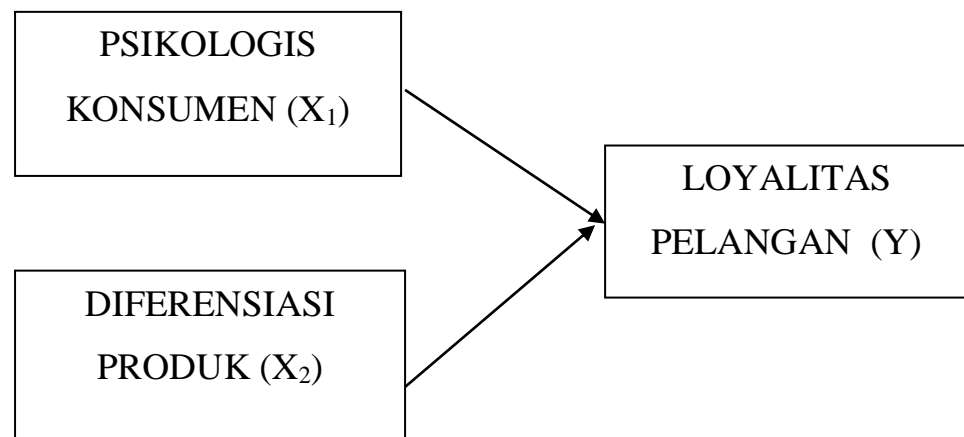 PSIKOLOGIS
KONSUMEN (X₁)
LOYALITAS
PELANGAN (Y)
DIFERENSIASI
PRODUK (X₂)